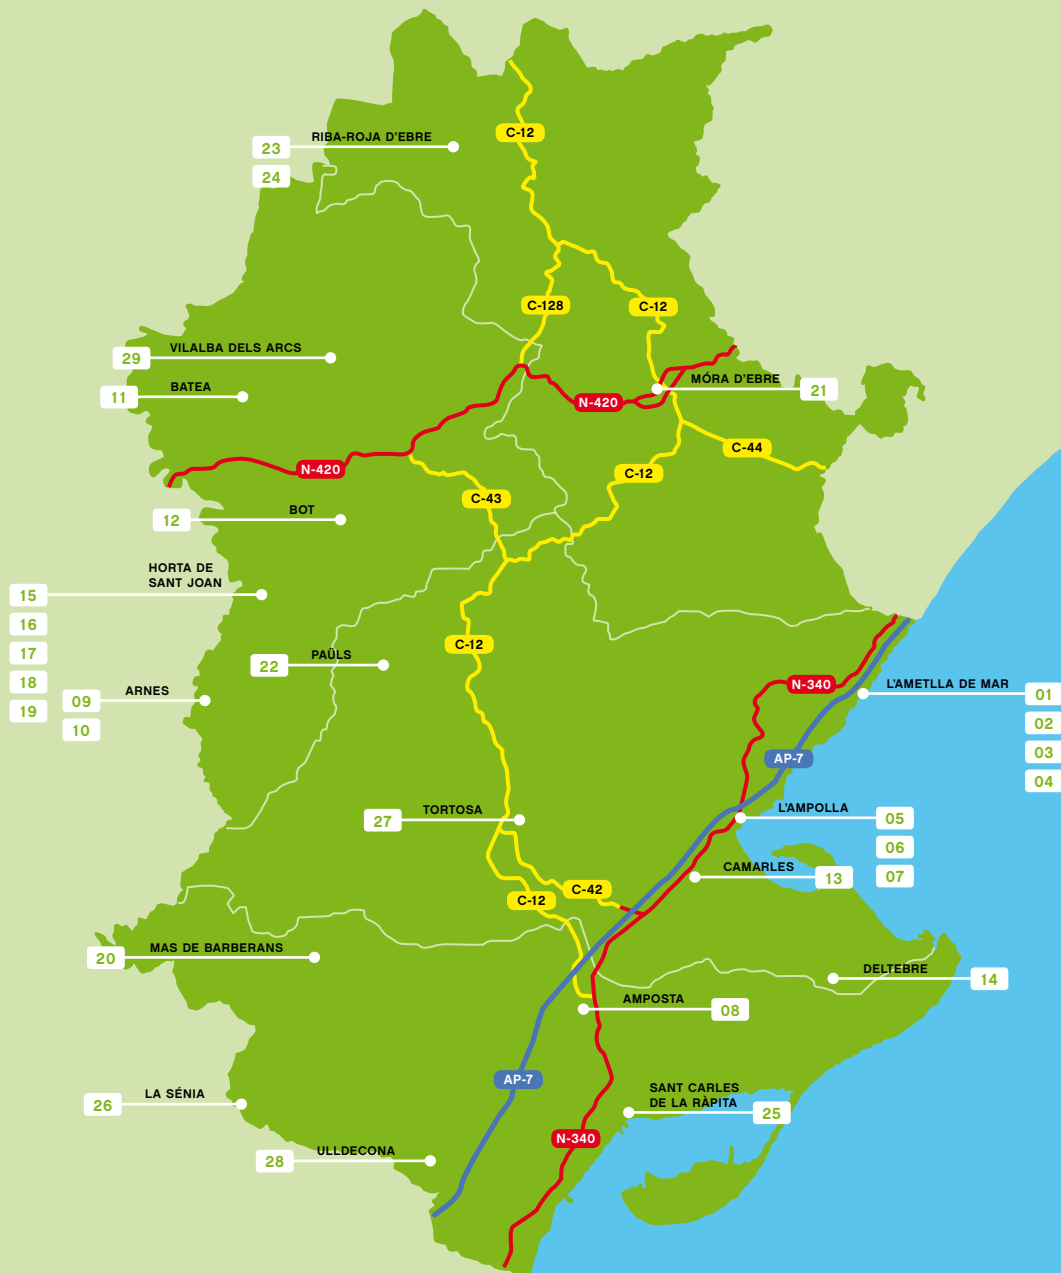 C-12
RIBA-ROJA D'EBRE
23
24
C-128
C-12
VILALBA DELS ARCS
29
BATEA
11
MÓRA D'EBRE
21
N-420
C-44
N-420
C-12
C-43
BOT
12
HORTA DE
SANT JOAN
15
16
17
18
19
C-12
PAÜLS
22
ARNES
09
10
N-340
L'AMETLLA DE MAR
01
02
03
04
AP-7
TORTOSA
27
L'AMPOLLA
05
06
07
CAMARLES
13
C-42
C-12
MAS DE BARBERANS
20
DELTEBRE
14
AMPOSTA
08
AP-7
LA SÉNIA
26
SANT CARLES
DE LA RÀPITA
25
N-340
ULLDECONA
28